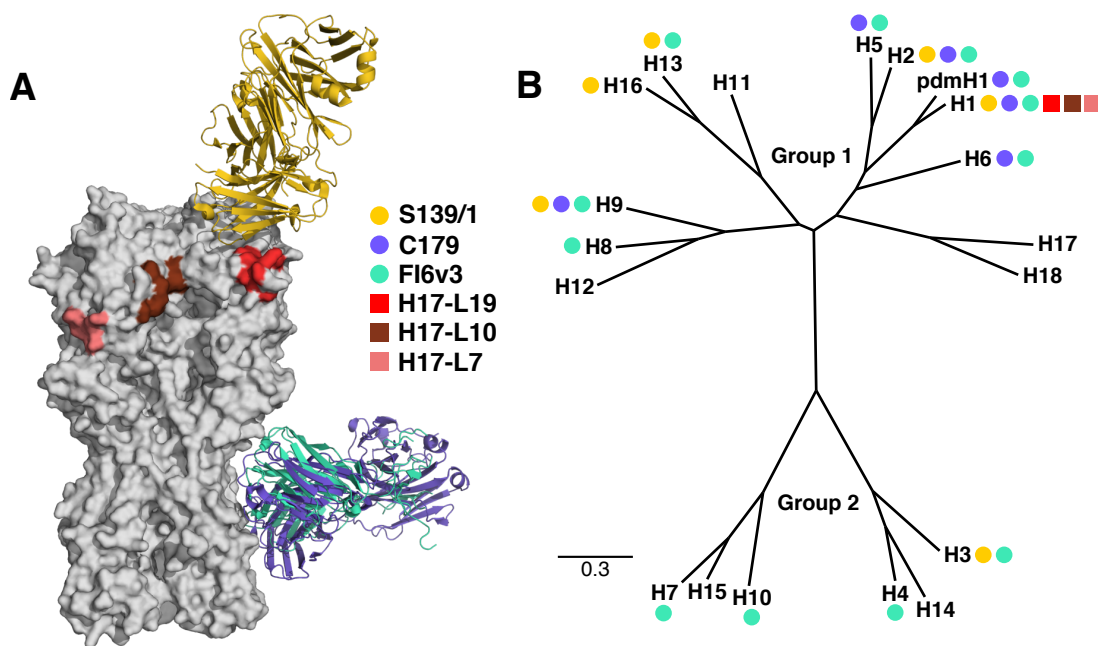 A
S139/1
C179
FI6v3
H17-L19
H17-L10
H17-L7
B
H5
H2
H13
pdmH1
H16
H11
H1
Group 1
H6
H9
H8
H17
H12
H18
Group 2
0.3
H3
H7
H15
H10
H4
H14